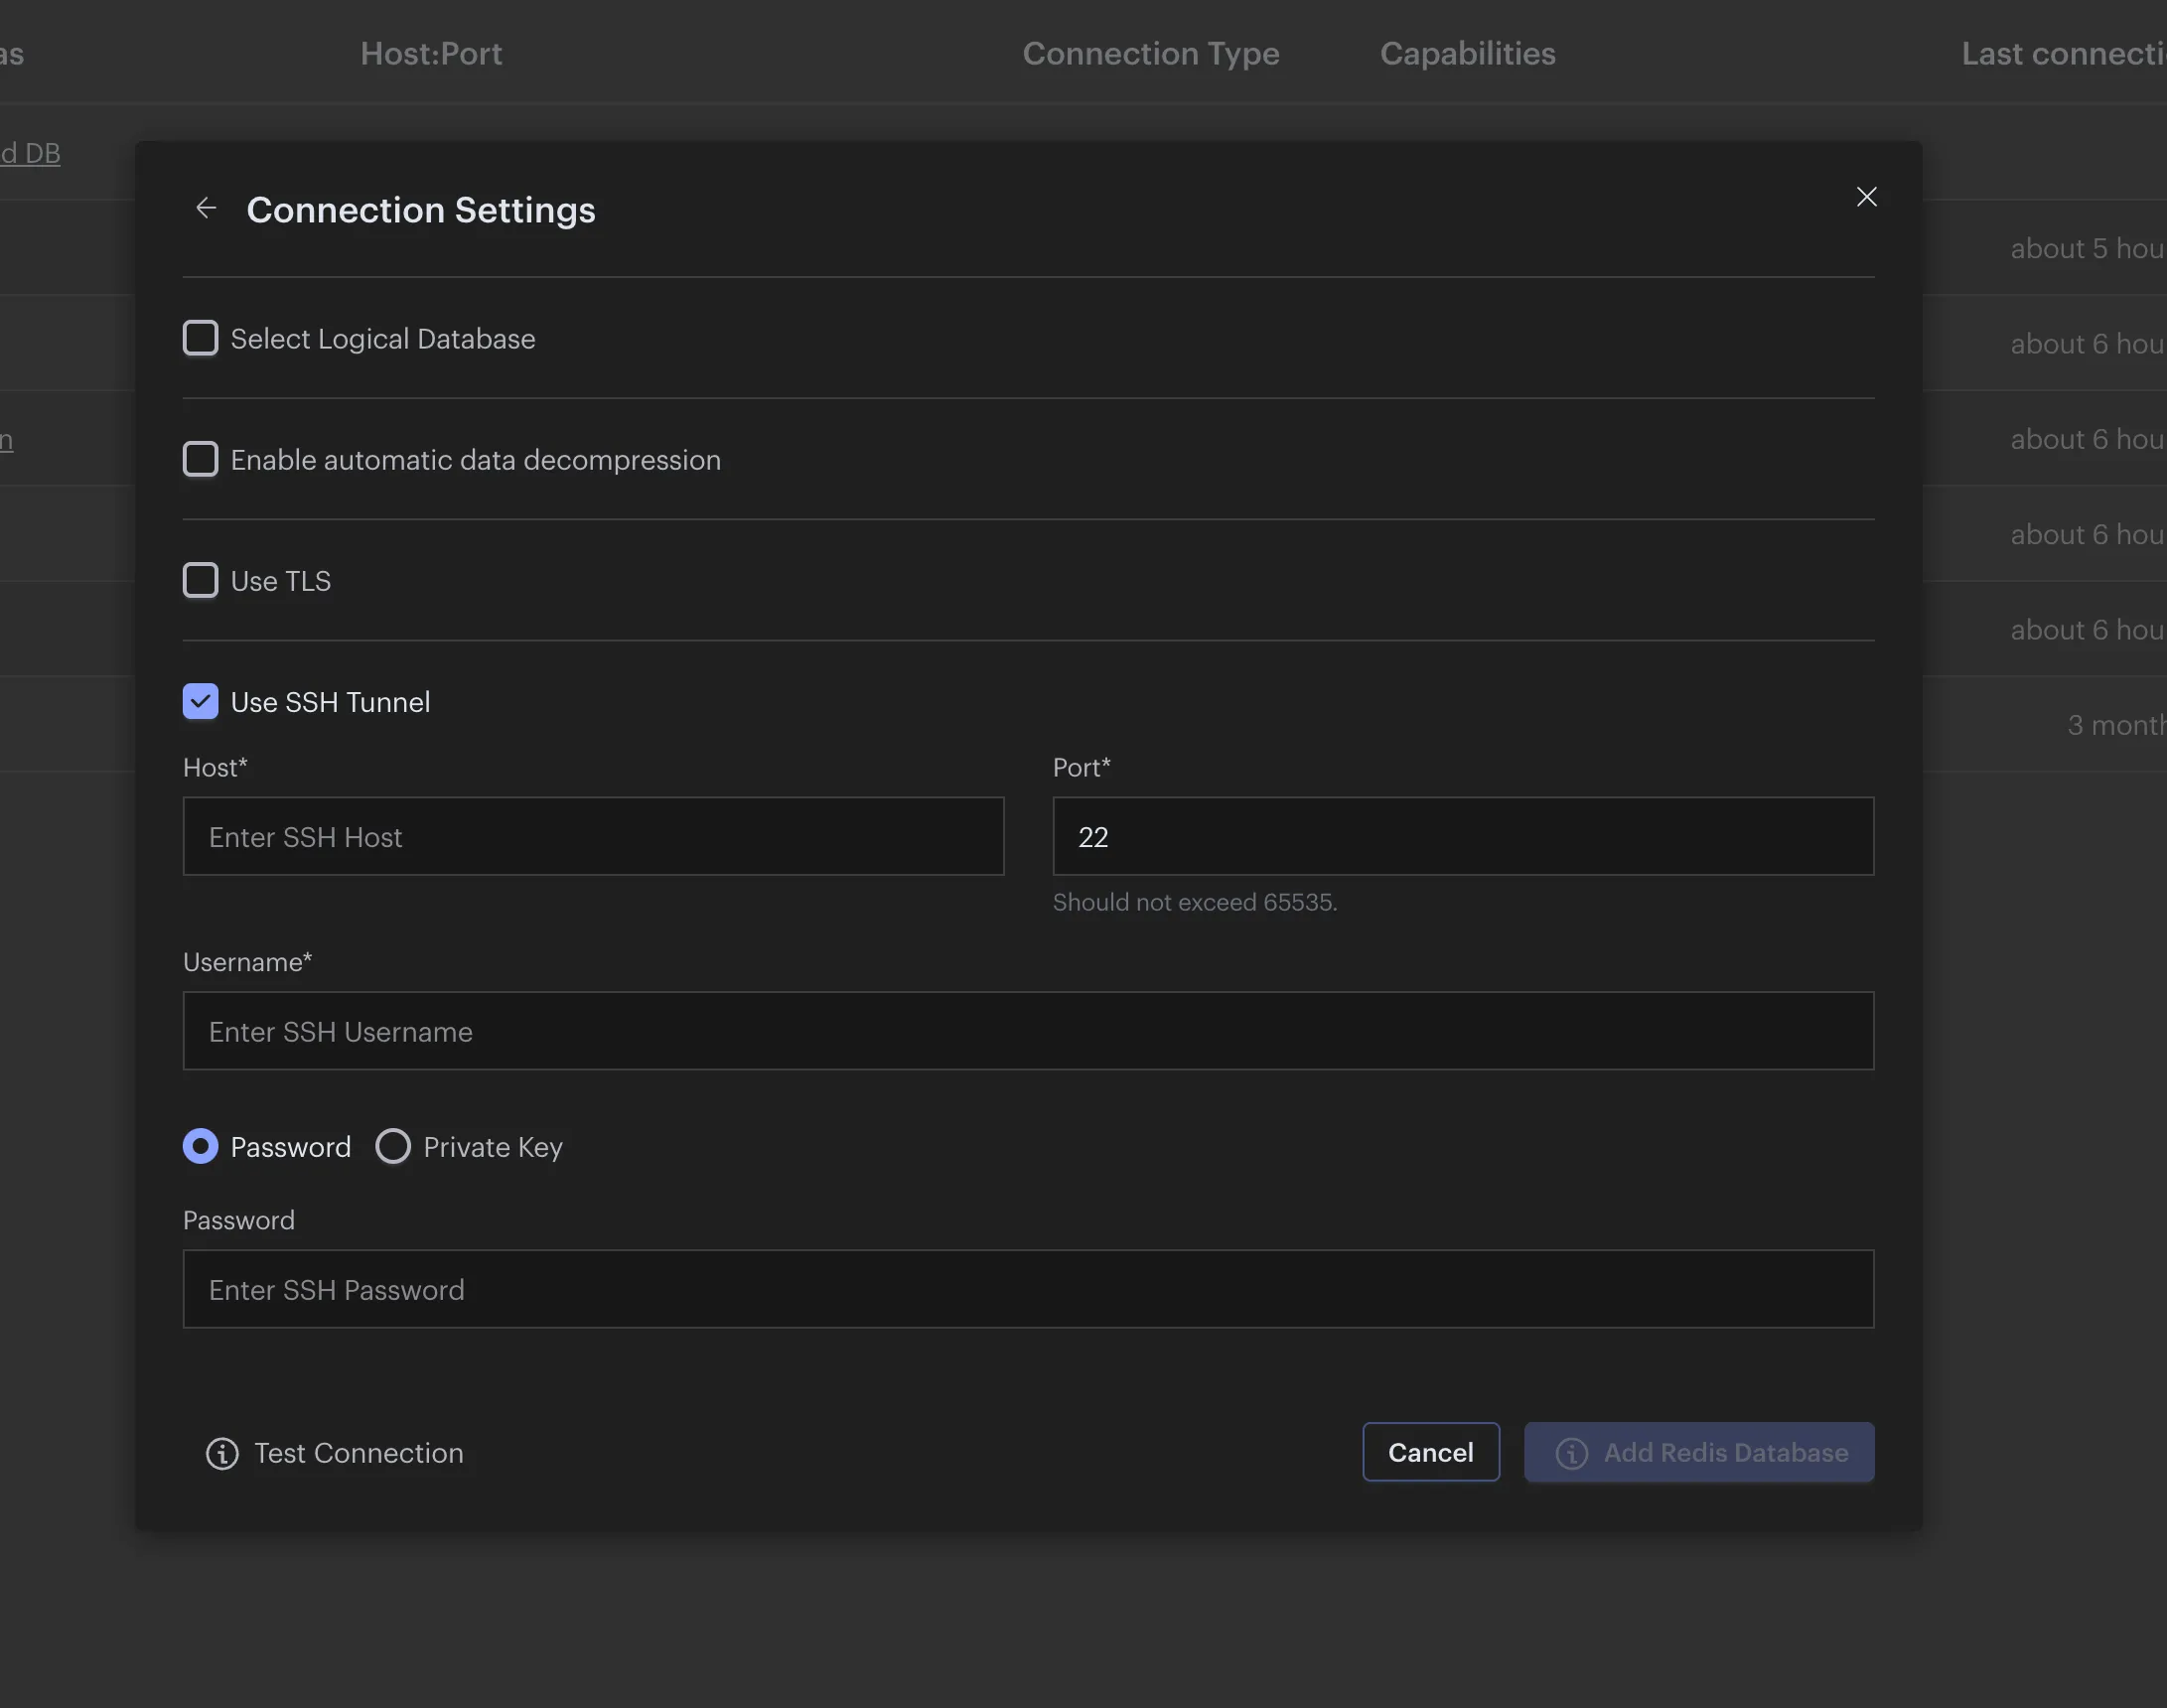 as Host:Port Connection Type Capabilities Last connecti
d DB
Connection Settings
about 5 hou
Select Logical Database
about 6 hou
n
Enable automatic data decompression
about 6 hou
about 6 hou
Use TLS
about 6 hou
Use SSH Tunnel
3 month
Host* Port*
Enter SSH Host 22
Should not exceed 65535.
Username*
Enter SSH Username
Password Private Key
Password
Enter SSH Password
Test Connection Cancel Add Redis Database